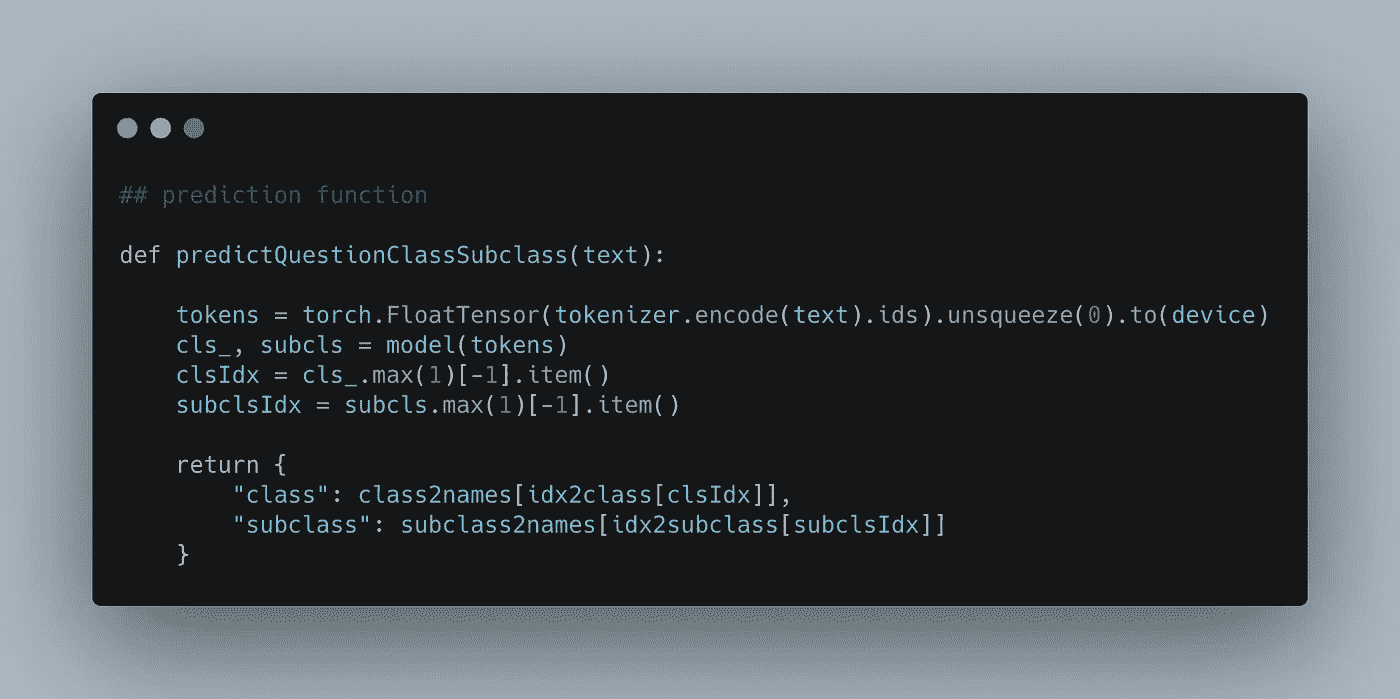 ## prediction function
def predictQuestionClassSubclass(text):
    tokens = torch.FloatTensor(tokenizer.encode(text).ids).unsqueeze(0).to(device)
    cls_, subcls = model(tokens)
    clsIdx = cls_.max(1)[-1].item()
    subclsIdx = subcls.max(1)[-1].item()
    return {
        "class": class2names[idx2class[clsIdx]],
        "subclass": subclass2names[idx2subclass[subclsIdx]]
    }